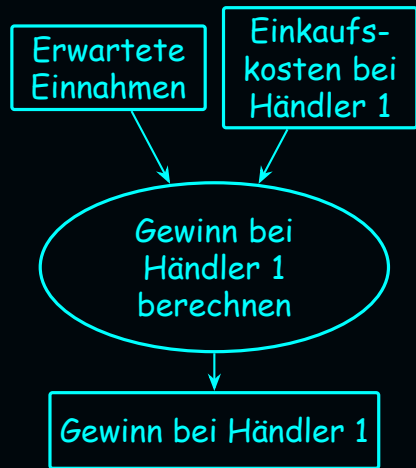 Erwartete
Einnahmen
Einkaufs-
kosten bei
Händler 1
Gewinn bei
Händler 1
berechnen
Gewinn bei Händler 1